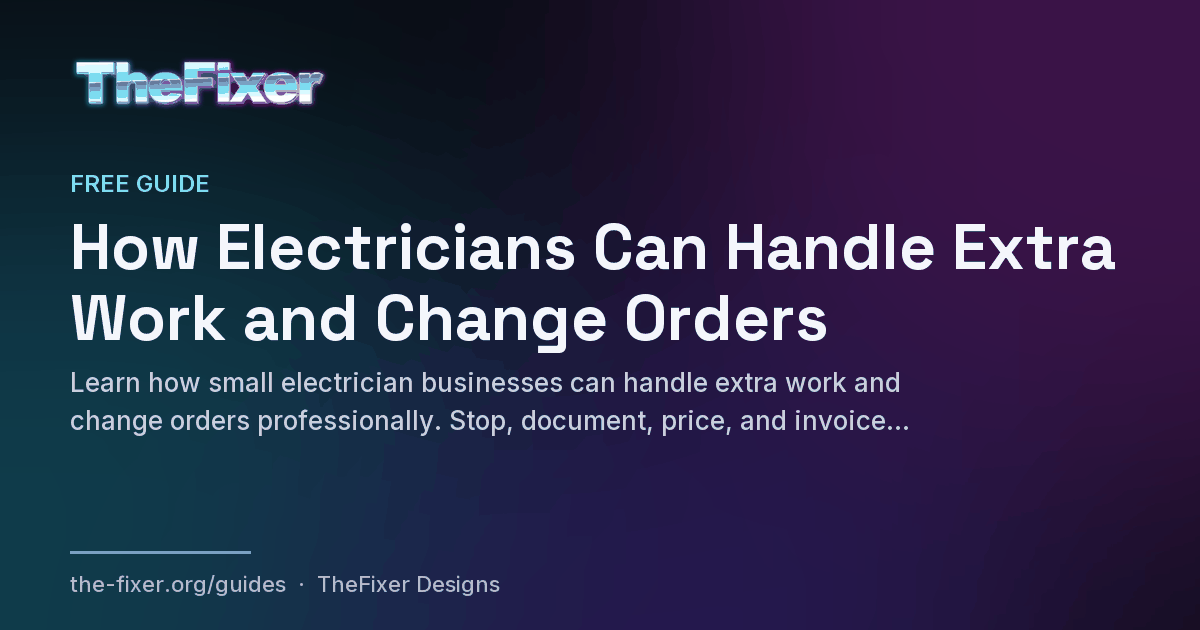 TheFixer
FREE GUIDE
How Electricians Can Handle Extra
Work and Change Orders
Learn how small electrician businesses can handle extra work and
change orders professionally. Stop, document, price, and invoice...
the-fixer.org/guides · TheFixer Designs